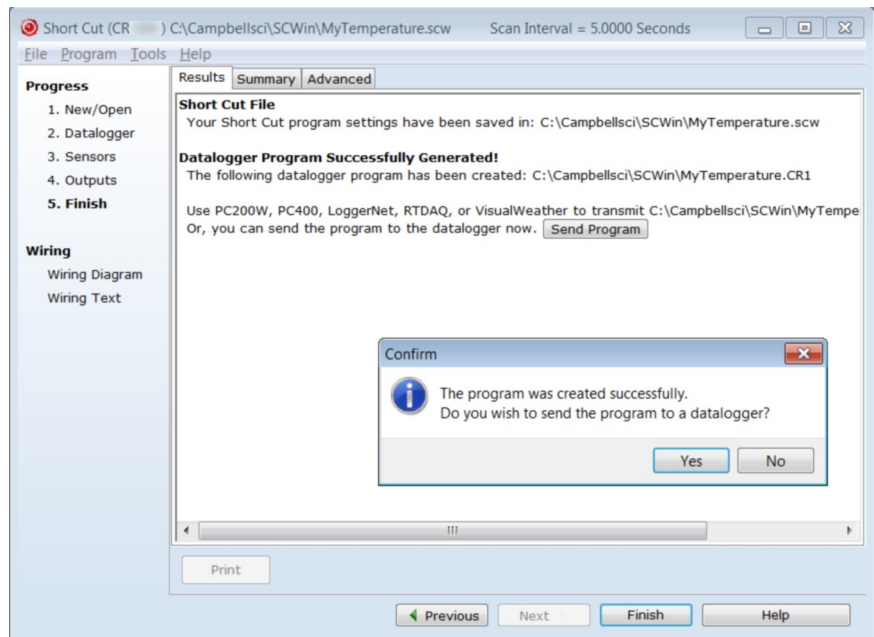 Short Cut (CR ) C:\Campbellsci\SCWin\MyTemperature.scw Scan Interval = 5.0000 Seconds
File Program Tools Help
Progress
1. New/Open
2. Datalogger
3. Sensors
4. Outputs
5. Finish
Wiring
Wiring Diagram
Wiring Text
Results Summary Advanced
Short Cut File
Your Short Cut program settings have been saved in: C:\Campbellsci\SCWin\MyTemperature.scw
Datalogger Program Successfully Generated!
The following datalogger program has been created: C:\Campbellsci\SCWin\MyTemperature.CR1
Use PC200W, PC400, LoggerNet, RTDAQ, or VisualWeather to transmit C:\Campbellsci\SCWin\MyTempe
Or, you can send the program to the datalogger now. Send Program
Confirm
The program was created successfully.
Do you wish to send the program to a datalogger?
Yes No
Print
Previous Next Finish Help